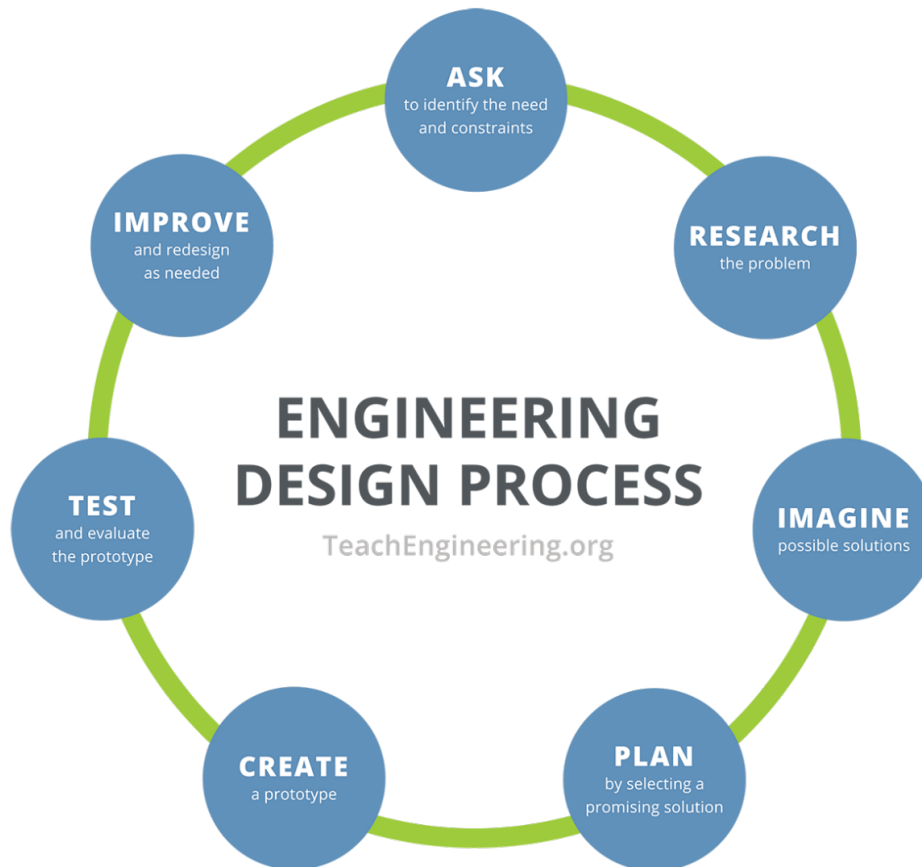 ASK
to identify the need
and constraints
RESEARCH
the problem
IMAGINE
possible solutions
PLAN
by selecting a
promising solution
CREATE
a prototype
TEST
and evaluate
the prototype
IMPROVE
and redesign
as needed
ENGINEERING
DESIGN PROCESS
TeachEngineering.org